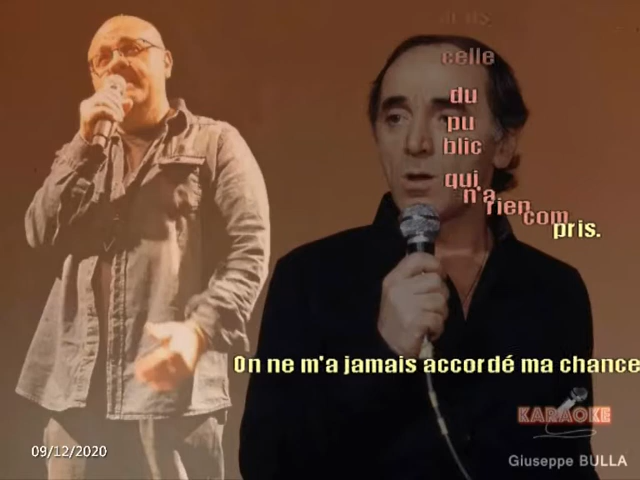 celle
du
pu
blic
qui
n'a
rien
com
pris.
On ne m'a jamais accordé ma chance
KARAOKE
09/12/2020
Giuseppe BULLA